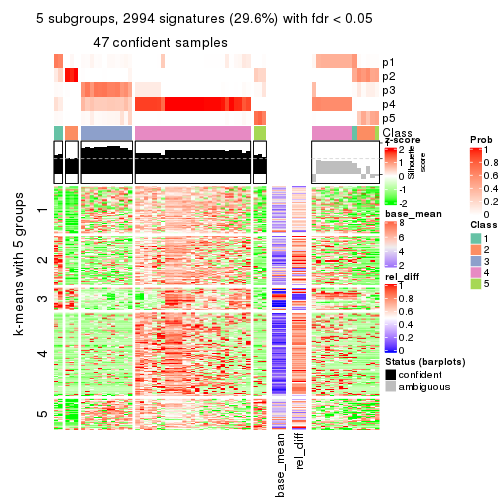 5 subgroups, 2994 signatures (29.6%) with fdr < 0.05
47 confident samples
p1
p2
p3
p4
p5
Class
k-means with 5 groups
1
2
3
4
5
base_mean
rel_diff
z-score
2
1
0
-1
-2
Silhouette
score
base_mean
8
6
4
2
rel_diff
1
0.8
0.6
0.4
0.2
0
Status (barplots)
confident
ambiguous
Prob
1
0.8
0.6
0.4
0.2
0
Class
1
2
3
4
5